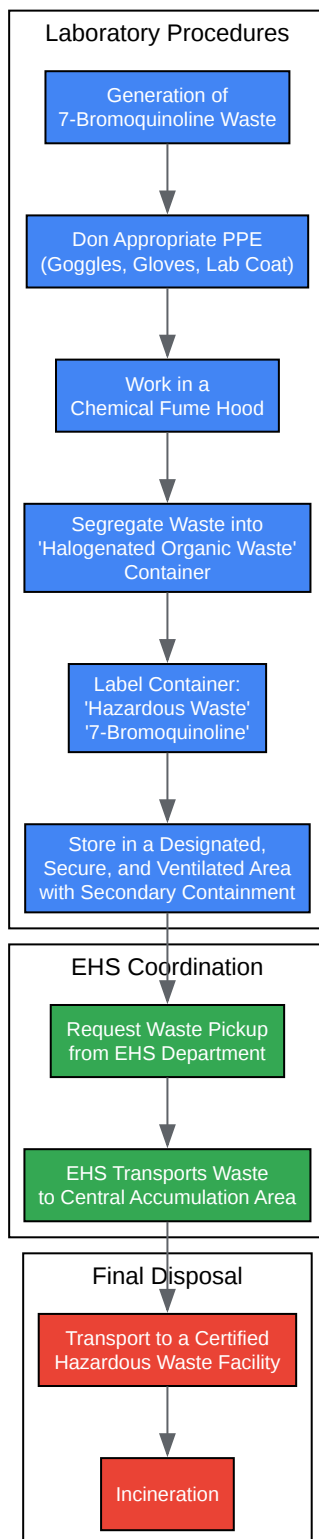 Laboratory Procedures
Generation of
7-Bromoquinoline Waste
Don Appropriate PPE
(Goggles, Gloves, Lab Coat)
Work in a
Chemical Fume Hood
Segregate Waste into
'Halogenated Organic Waste'
Container
Label Container:
'Hazardous Waste'
'7-Bromoquinoline'
Store in a Designated,
Secure, and Ventilated Area
with Secondary Containment
EHS Coordination
Request Waste Pickup
from EHS Department
EHS Transports Waste
to Central Accumulation Area
Final Disposal
Transport to a Certified
Hazardous Waste Facility
Incineration